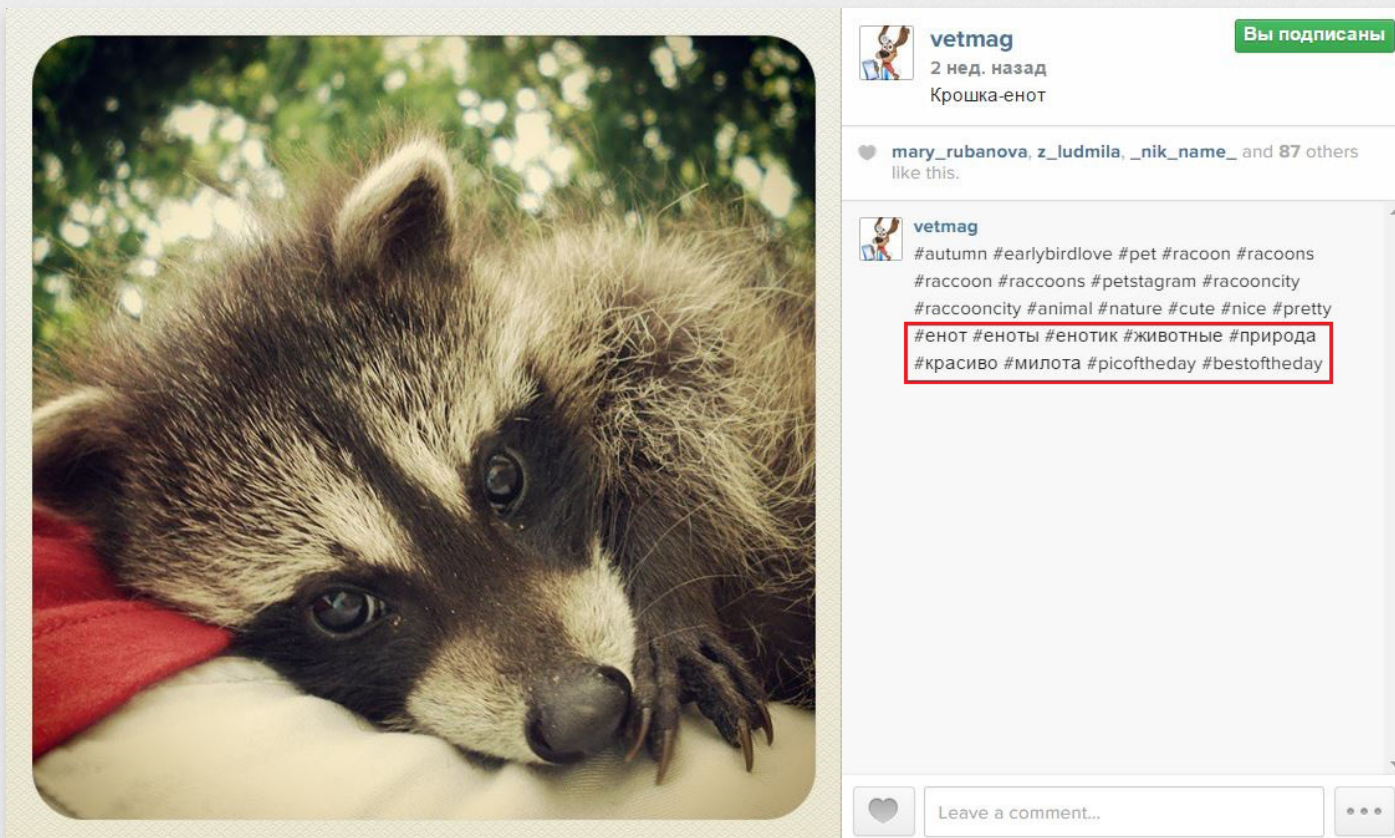 vetmag
Вы подписаны
2 нед. назад
Крошка-енот
mary_rubanova, z_ludmila, _nik_name_ and 87 others
like this.
vetmag
#autumn #earlybirdlove #pet #racoon #racoons
#raccoon #raccoons #petstagram #racooncity
#raccooncity #animal #nature #cute #nice #pretty
#енот #еноты #енотик #животные #природа
#красиво #милота #picoftheday #bestoftheday
Leave a comment...